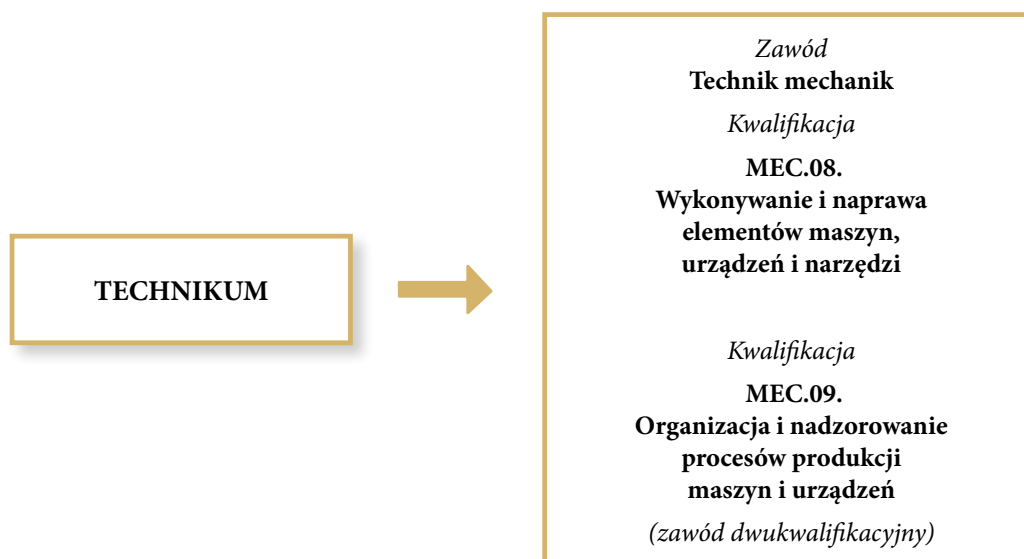 TECHNIKUM
Zawód
Technik mechanik
Kwalifikacja
MEC.08.
Wykonywanie i naprawa
elementów maszyn,
urządzeń i narzędzi
Kwalifikacja
MEC.09.
Organizacja i nadzorowanie
procesów produkcji
maszyn i urządzeń
(zawód dwukwalifikacyjny)